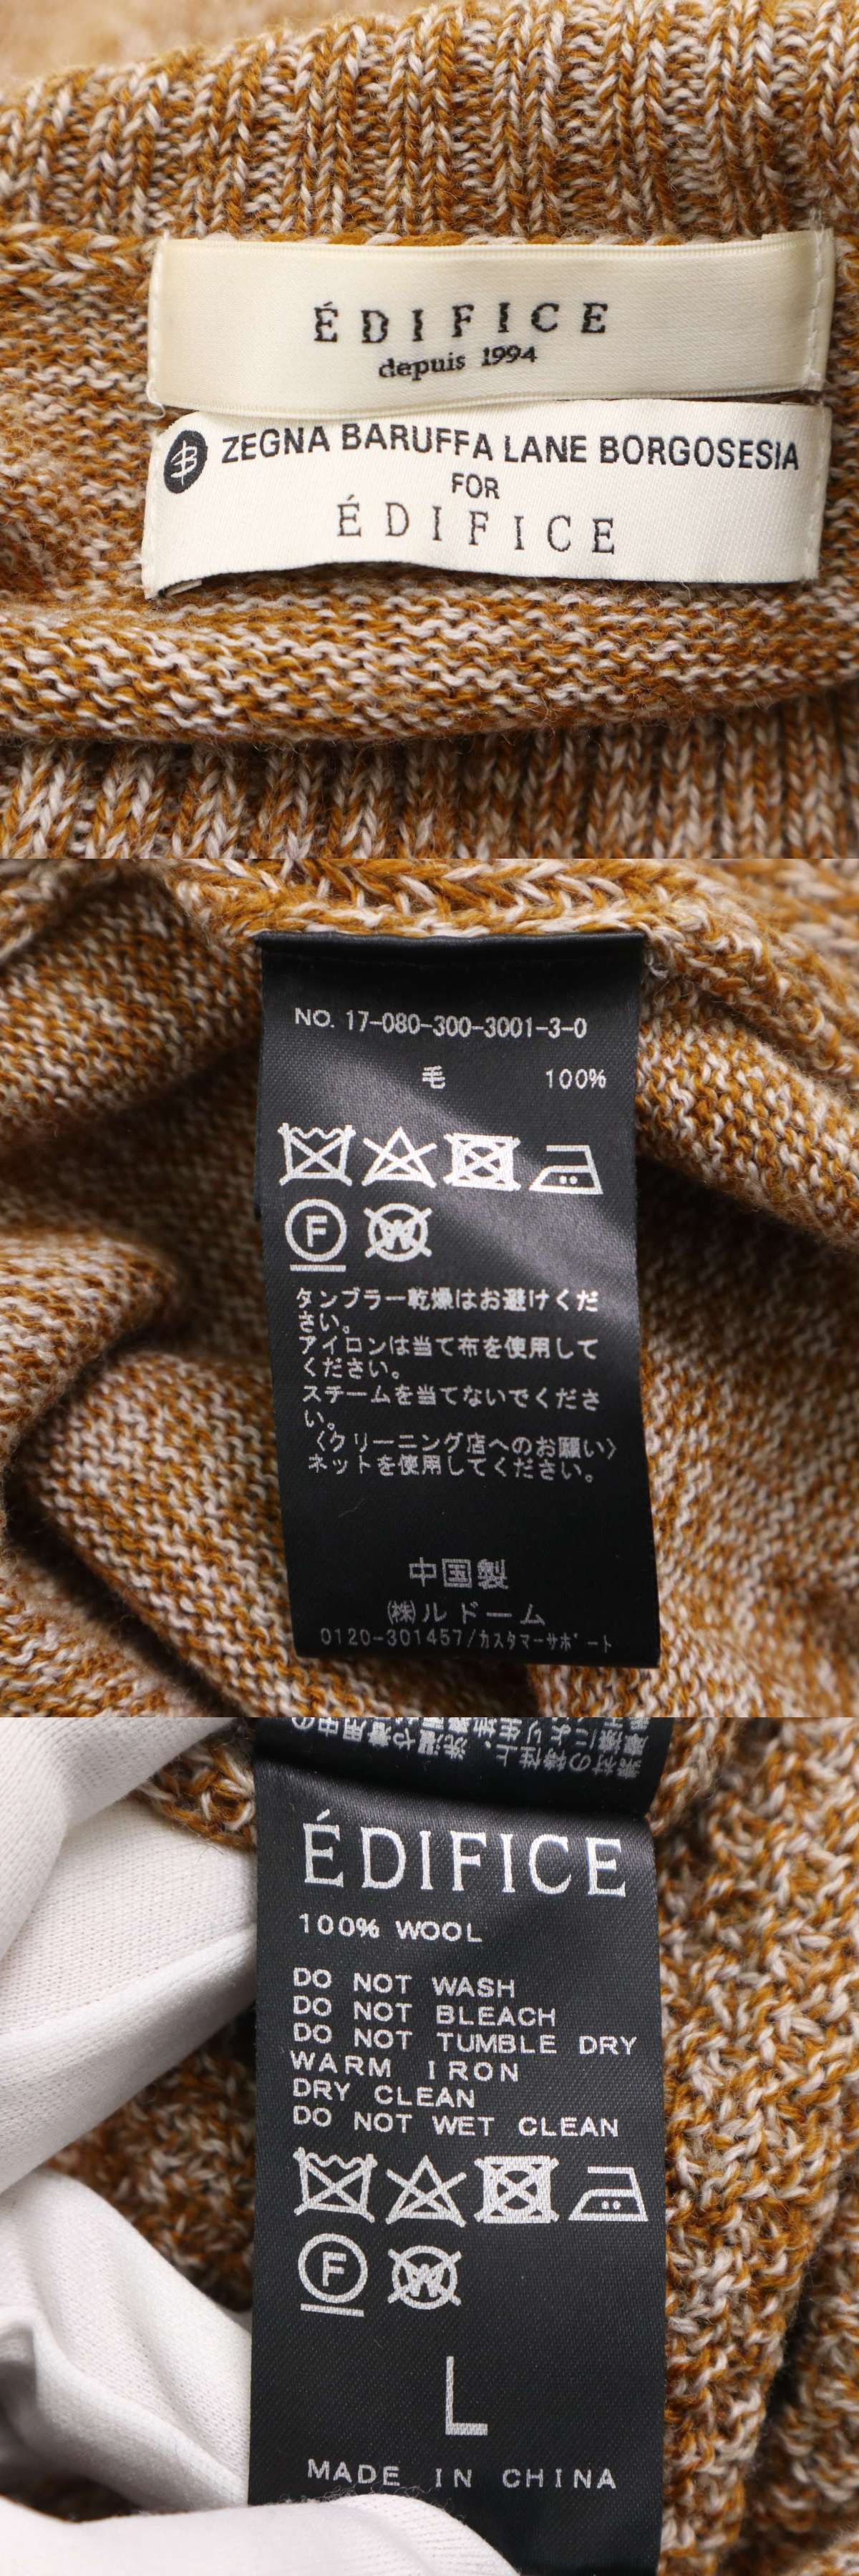 ÉDIFICE
depuis 1994
ZEGNA BARUFFA LANE BORGOSESIA
FOR
ÉDIFICE
NO. 17-080-300-3001-3-0
毛 100%
F W
タンブラー乾燥はお避けくだ
さい。
アイロンは当て布を使用して
ください。
スチームを当てないでくださ
い。
〈クリーニング店へのお願い〉
ネットを使用してください。
中国製
㈱ルドーム
0120-301457/カスタマーサポート
ÉDIFICE
100% WOOL
DO NOT WASH
DO NOT BLEACH
DO NOT TUMBLE DRY
WARM IRON
DRY CLEAN
DO NOT WET CLEAN
F W
L
MADE IN CHINA